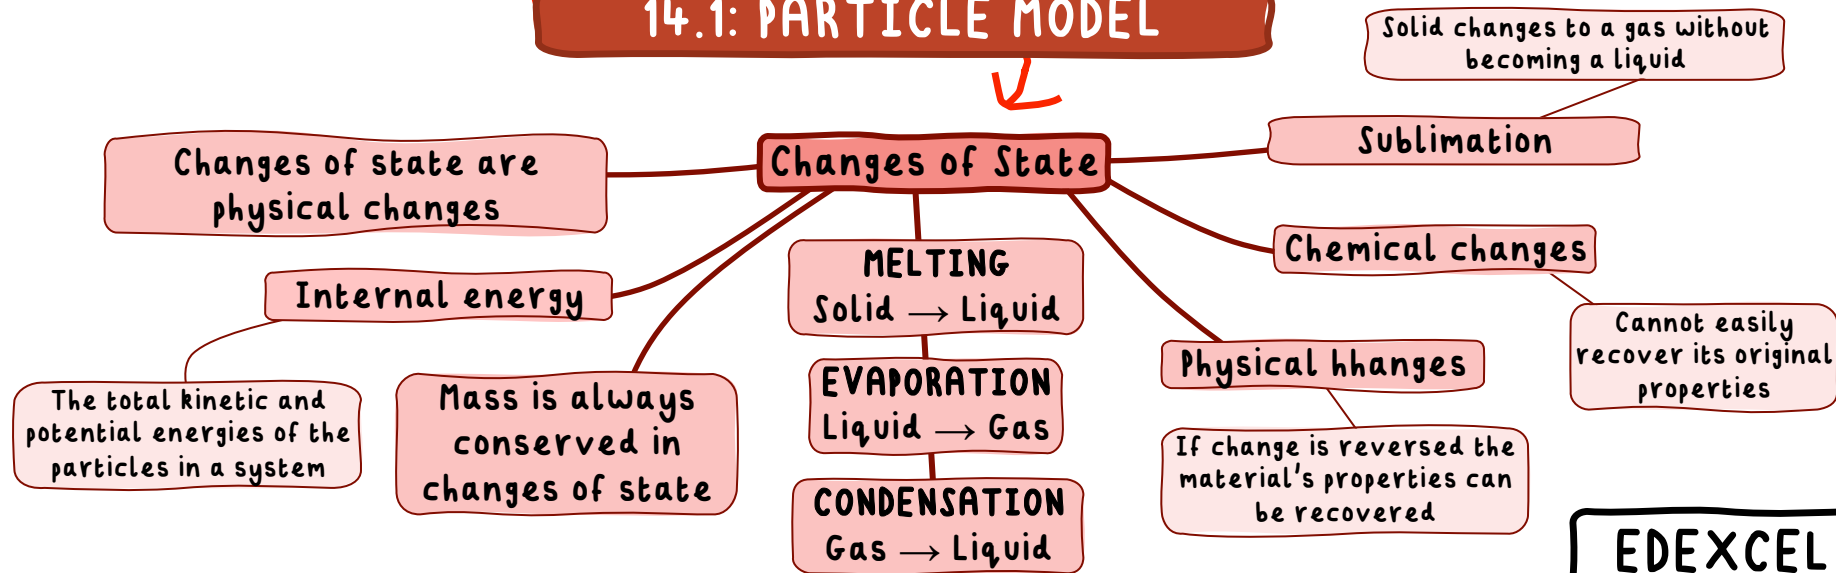 14.1: PARTICLE MODEL
Solid changes to a gas without
becoming a liquid
Changes of State
Sublimation
Changes of state are
physical changes
Internal energy
The total kinetic and
potential energies of the
particles in a system
Mass is always
conserved in
changes of state
MELTING
Solid → Liquid
EVAPORATION
Liquid → Gas
CONDENSATION
Gas → Liquid
Chemical changes
Cannot easily
recover its original
properties
Physical hhanges
If change is reversed the
material's properties can
be recovered
EDEXCEL